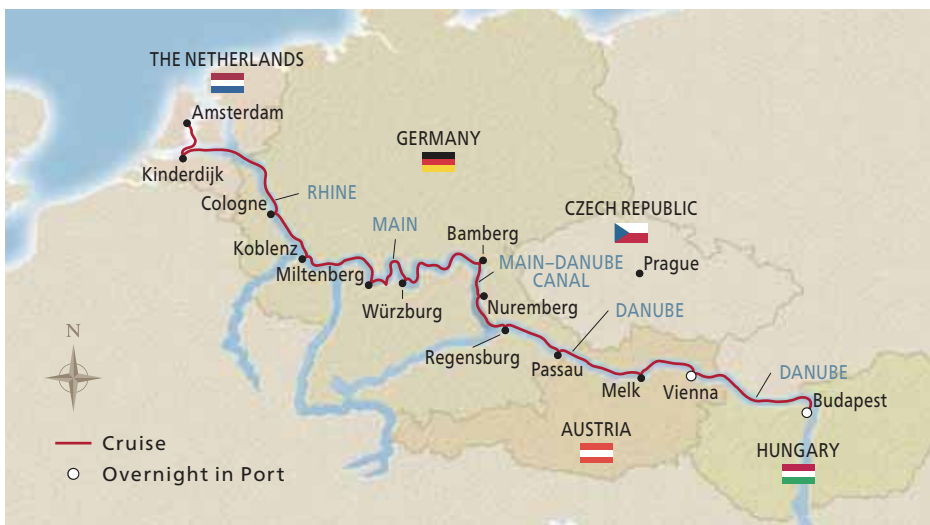 THE NETHERLANDS
Amsterdam
GERMANY
Kinderdijk
RHINE
Cologne
CZECH REPUBLIC
MAIN
Bamberg
Koblenz
MAIN–DANUBE
CANAL
Prague
Miltenberg
Würzburg
Nuremberg
DANUBE
N
Regensburg
Passau
Melk
Vienna
DANUBE
Budapest
AUSTRIA
HUNGARY
Cruise
Overnight in Port